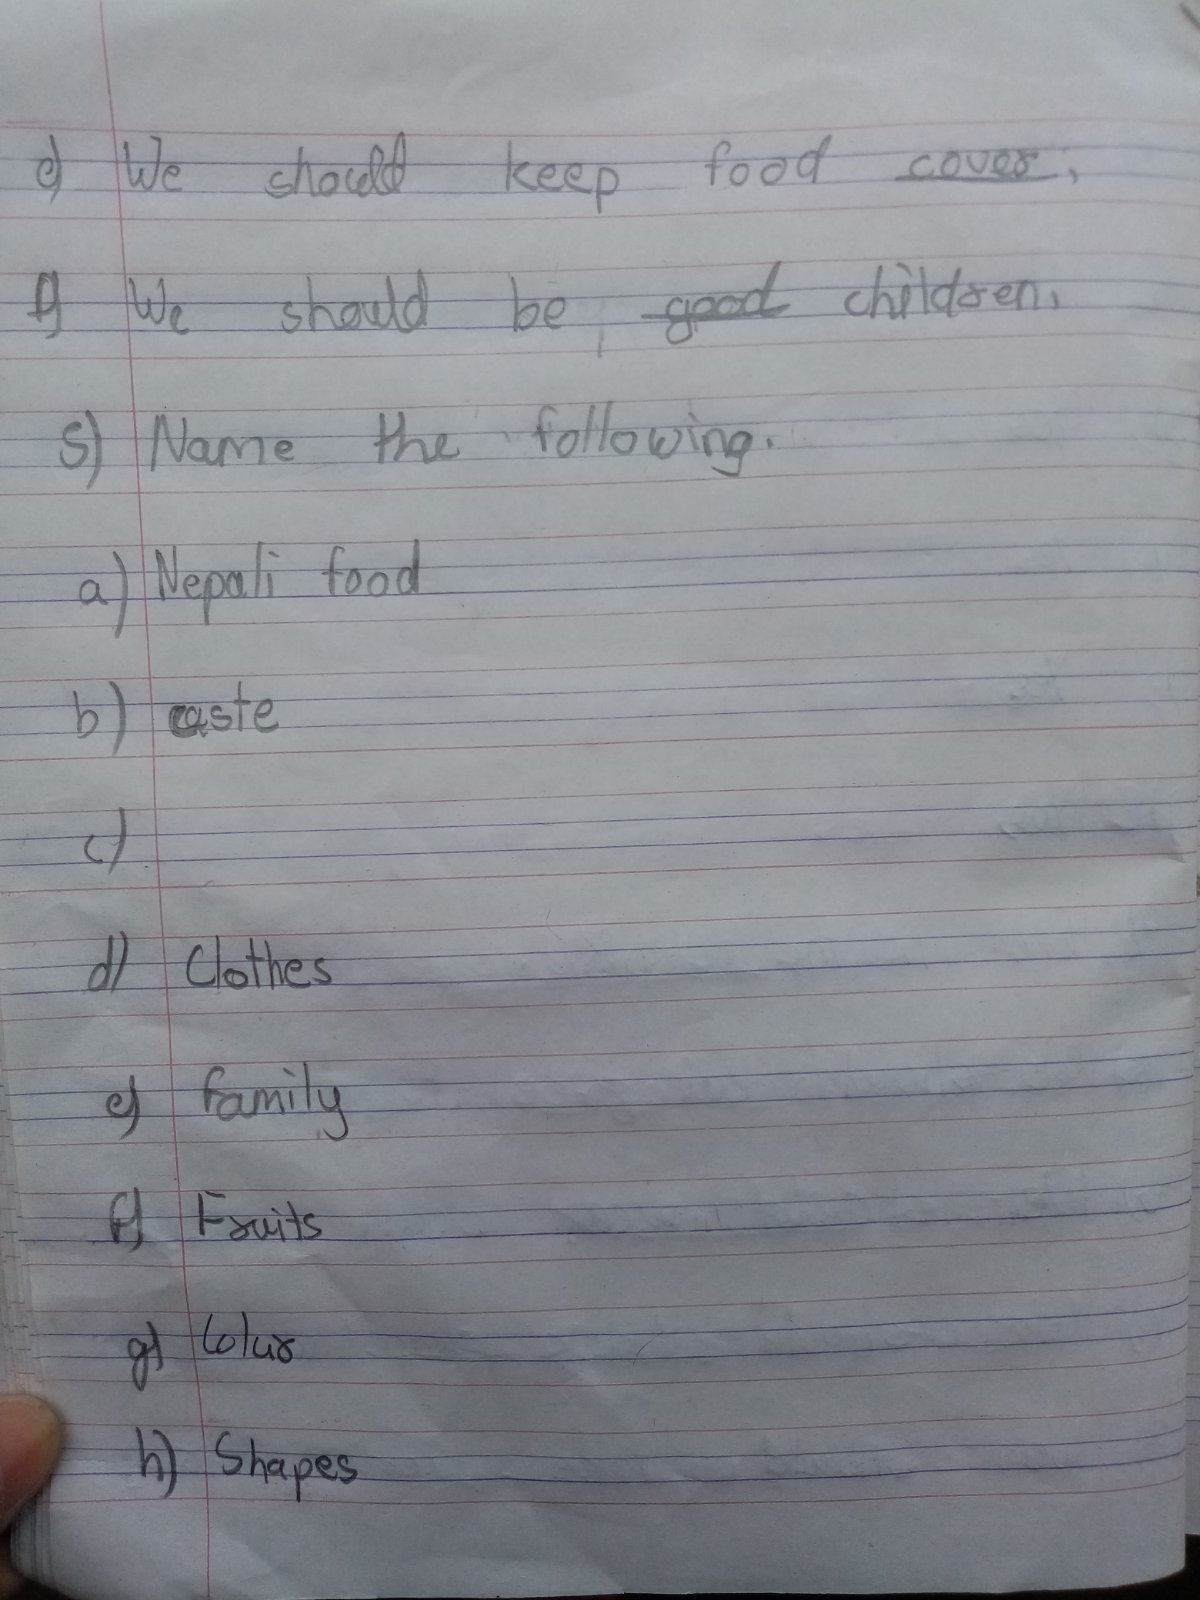 e) We should keep food cover.
f) We should be good children.
5) Name the following.
a) Nepali food
b) caste
c)
d) Clothes
e) family
f) Fruits
g) Colur
h) Shapes